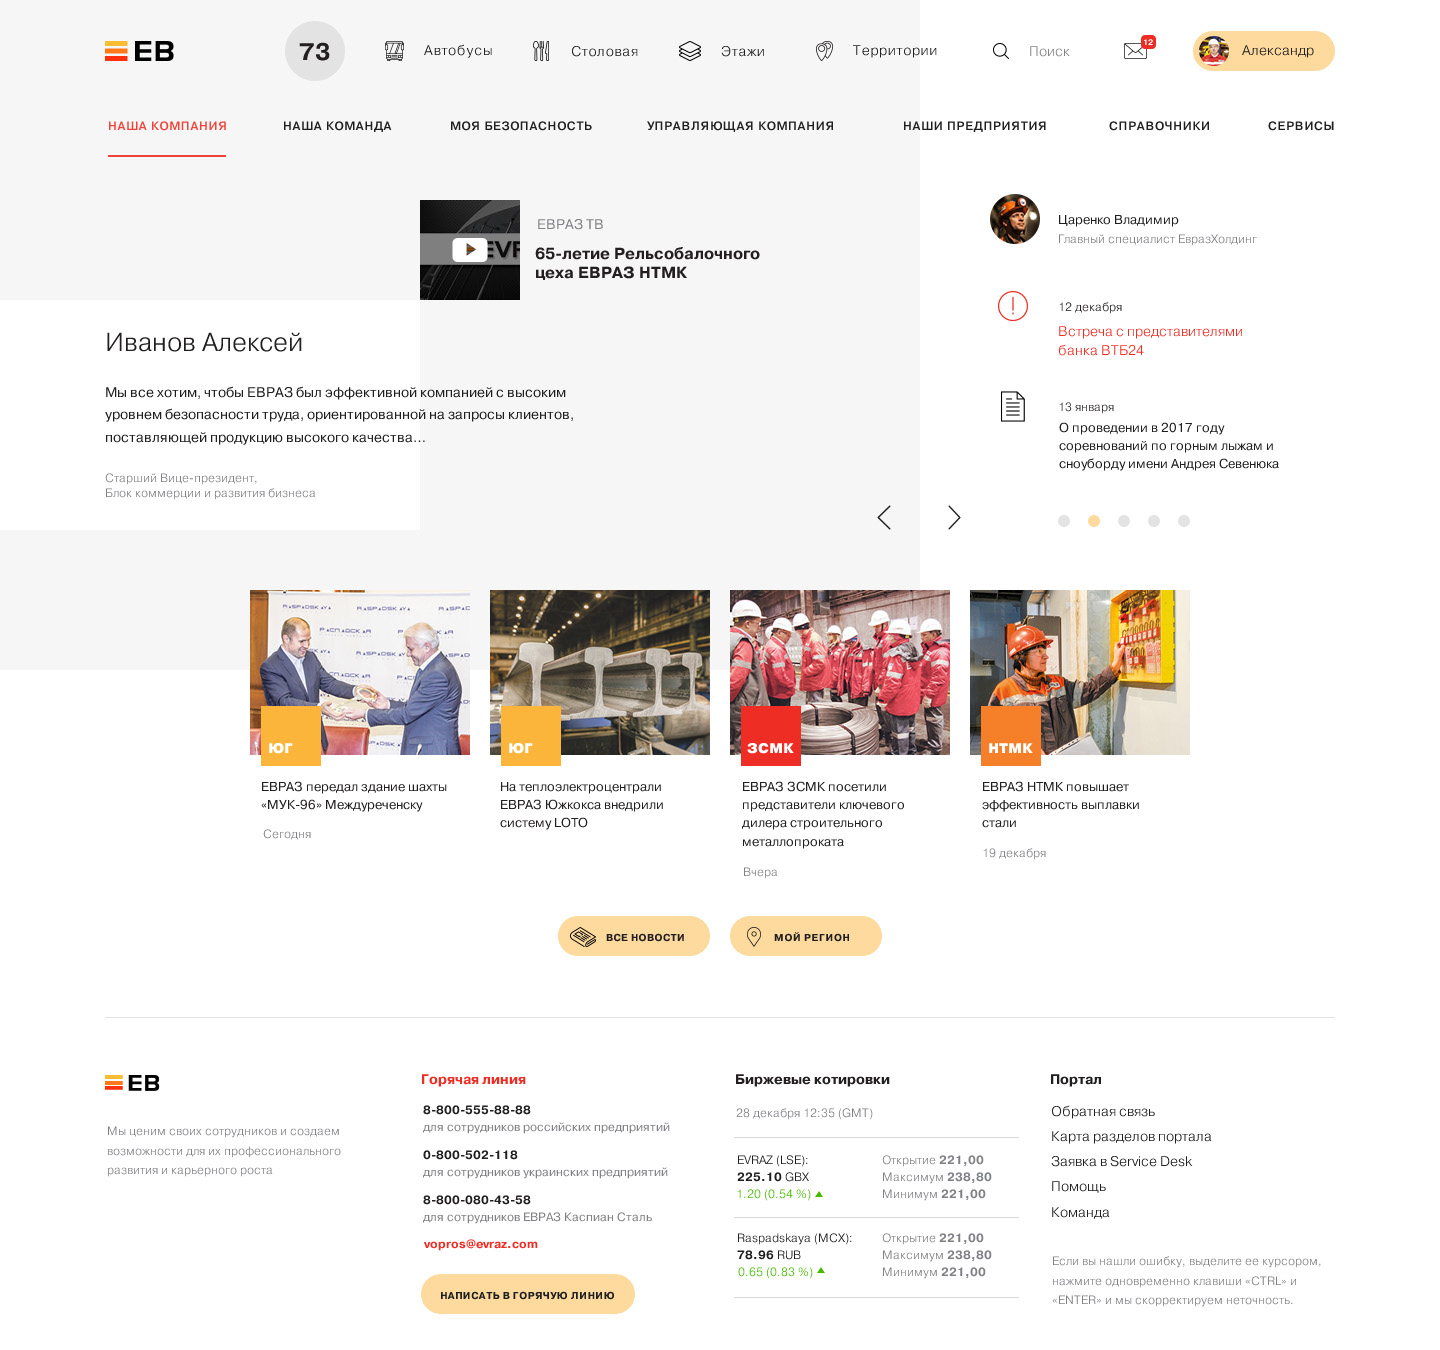 ЕВ
73
Автобусы
Столовая
Этажи
Территории
Поиск
12
Александр
НАША КОМПАНИЯ
НАША КОМАНДА
МОЯ БЕЗОПАСНОСТЬ
УПРАВЛЯЮЩАЯ КОМПАНИЯ
НАШИ ПРЕДПРИЯТИЯ
СПРАВОЧНИКИ
СЕРВИСЫ
EVR
ЕВРАЗ ТВ
65-летие Рельсобалочного
цеха ЕВРАЗ НТМК
Царенко Владимир
Главный специалист ЕвразХолдинг
12 декабря
Встреча с представителями
банка ВТБ24
13 января
О проведении в 2017 году
соревнований по горным лыжам и
сноуборду имени Андрея Севенюка
Иванов Алексей
Мы все хотим, чтобы ЕВРАЗ был эффективной компанией с высоким
уровнем безопасности труда, ориентированной на запросы клиентов,
поставляющей продукцию высокого качества...
Старший Вице-президент,
Блок коммерции и развития бизнеса
RASPADSKAYA
RASPADSKAYA
РАСПАДСКАЯ
RASPADSKAYA
ЮГ
ЕВРАЗ передал здание шахты
«МУК-96» Междуреченску
Сегодня
ЮГ
На теплоэлектроцентрали
ЕВРАЗ Южкокса внедрили
систему LOTO
ЗСМК
ЕВРАЗ ЗСМК посетили
представители ключевого
дилера строительного
металлопроката
Вчера
НТМК
ЕВРАЗ НТМК повышает
эффективность выплавки
стали
19 декабря
ВСЕ НОВОСТИ
МОЙ РЕГИОН
ЕВ
Мы ценим своих сотрудников и создаем
возможности для их профессионального
развития и карьерного роста
Горячая линия
8-800-555-88-88
для сотрудников российских предприятий
0-800-502-118
для сотрудников украинских предприятий
8-800-080-43-58
для сотрудников ЕВРАЗ Каспиан Сталь
vopros@evraz.com
НАПИСАТЬ В ГОРЯЧУЮ ЛИНИЮ
Биржевые котировки
28 декабря 12:35 (GMT)
EVRAZ (LSE):
225.10 GBX
1.20 (0.54 %)
Открытие 221,00
Максимум 238,80
Минимум 221,00
Raspadskaya (MCX):
78.96 RUB
0.65 (0.83 %)
Открытие 221,00
Максимум 238,80
Минимум 221,00
Портал
Обратная связь
Карта разделов портала
Заявка в Service Desk
Помощь
Команда
Если вы нашли ошибку, выделите ее курсором,
нажмите одновременно клавиши «CTRL» и
«ENTER» и мы скорректируем неточность.